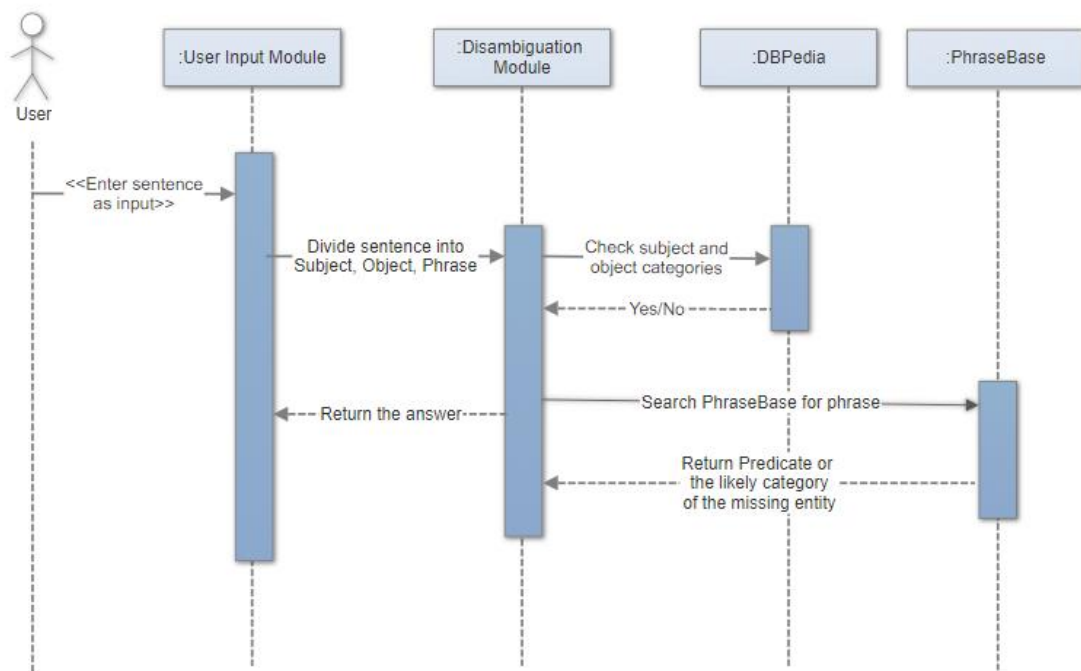 :User Input Module
:Disambiguation
Module
:DBPedia
:PhraseBase
User
<<Enter sentence
as input>>
Divide sentence into
Subject, Object, Phrase
Check subject and
object categories
Yes/No
Return the answer
Search PhraseBase for phrase
Return Predicate or
the likely category
of the missing entity